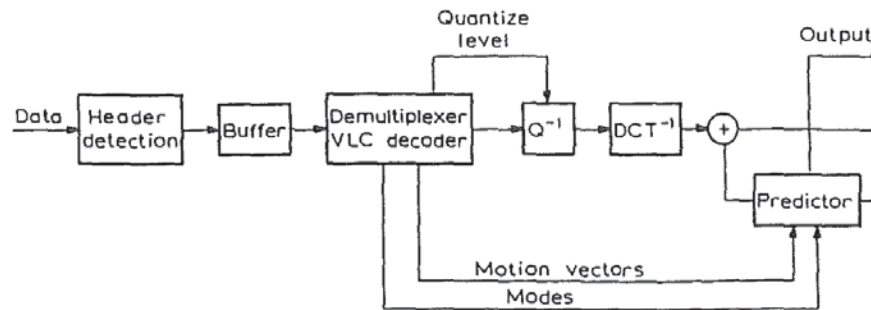 Quantize
level
Output
Data
Header
detection
Buffer
Demultiplexer
VLC decoder
Q⁻¹
DCT⁻¹
+
Predictor
Motion vectors
Modes